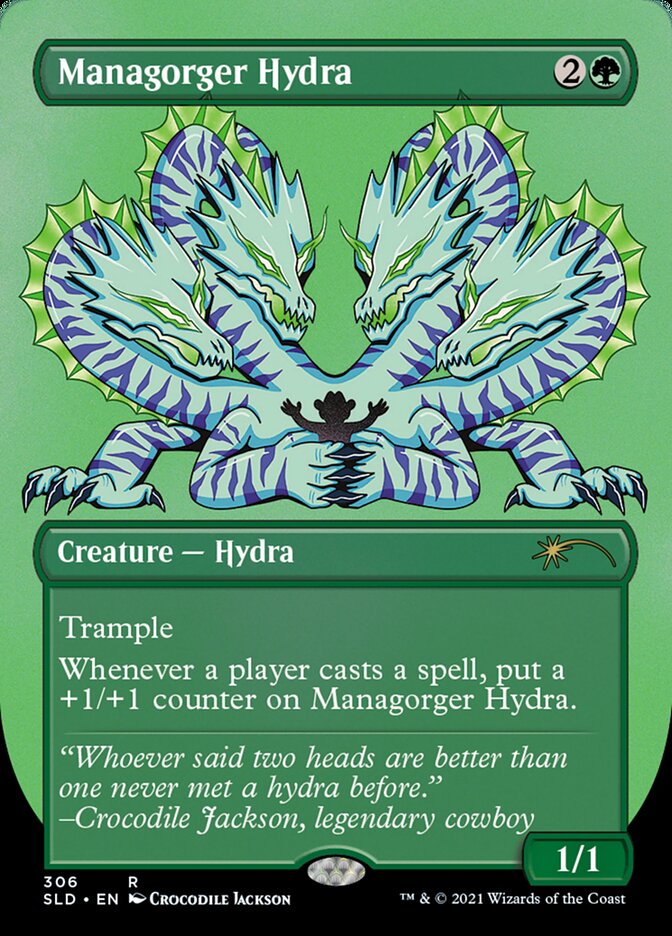 Managorger Hydra 2
Creature — Hydra
Trample
Whenever a player casts a spell, put a
+1/+1 counter on Managorger Hydra.
“Whoever said two heads are better than
one never met a hydra before.”
–Crocodile Jackson, legendary cowboy
1/1
306 R
SLD • EN Crocodile Jackson ™ & © 2021 Wizards of the Coast